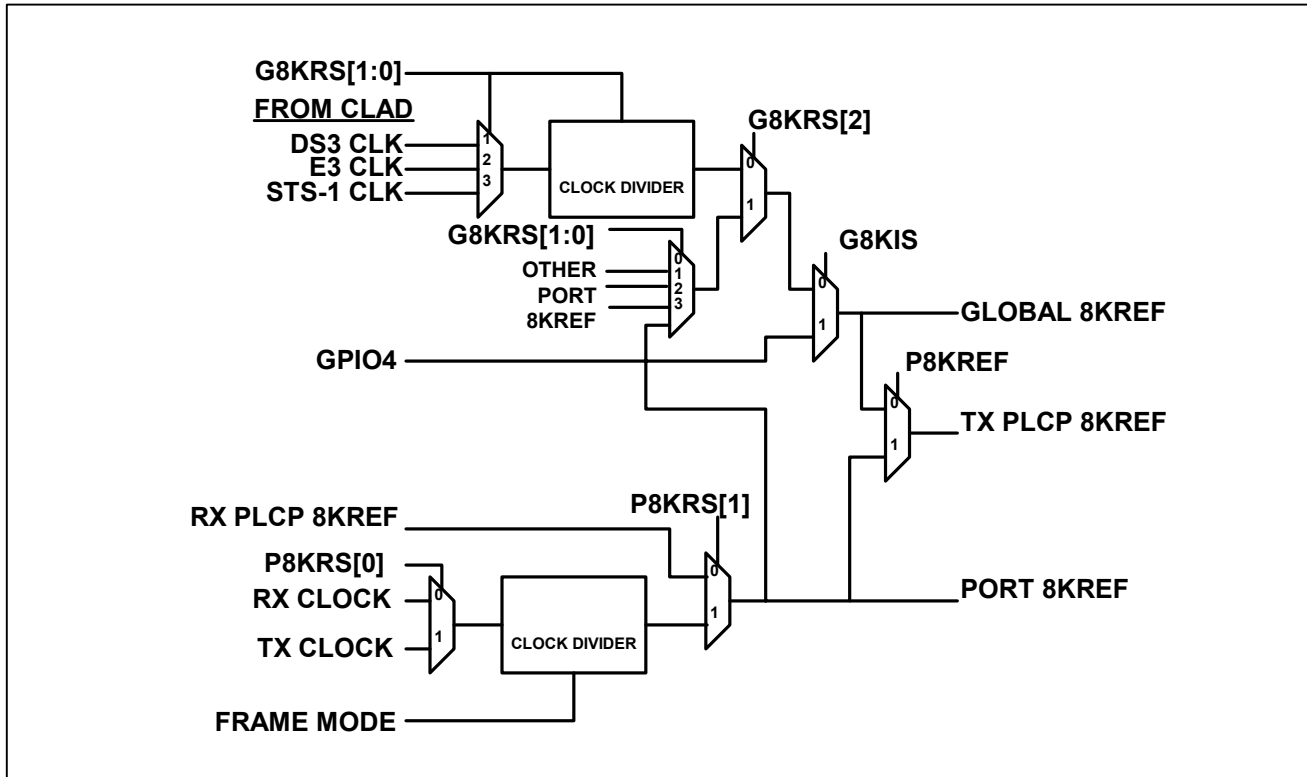 G8KRS[1:0]
FROM CLAD
DS3 CLK
E3 CLK
STS-1 CLK
1
2
3
CLOCK DIVIDER
G8KRS[2]
0
1
G8KRS[1:0]
OTHER
PORT
8KREF
0
1
2
3
G8KIS
0
1
GLOBAL 8KREF
GPIO4
P8KREF
0
1
TX PLCP 8KREF
RX PLCP 8KREF
P8KRS[1]
0
1
P8KRS[0]
RX CLOCK
TX CLOCK
0
1
CLOCK DIVIDER
PORT 8KREF
FRAME MODE